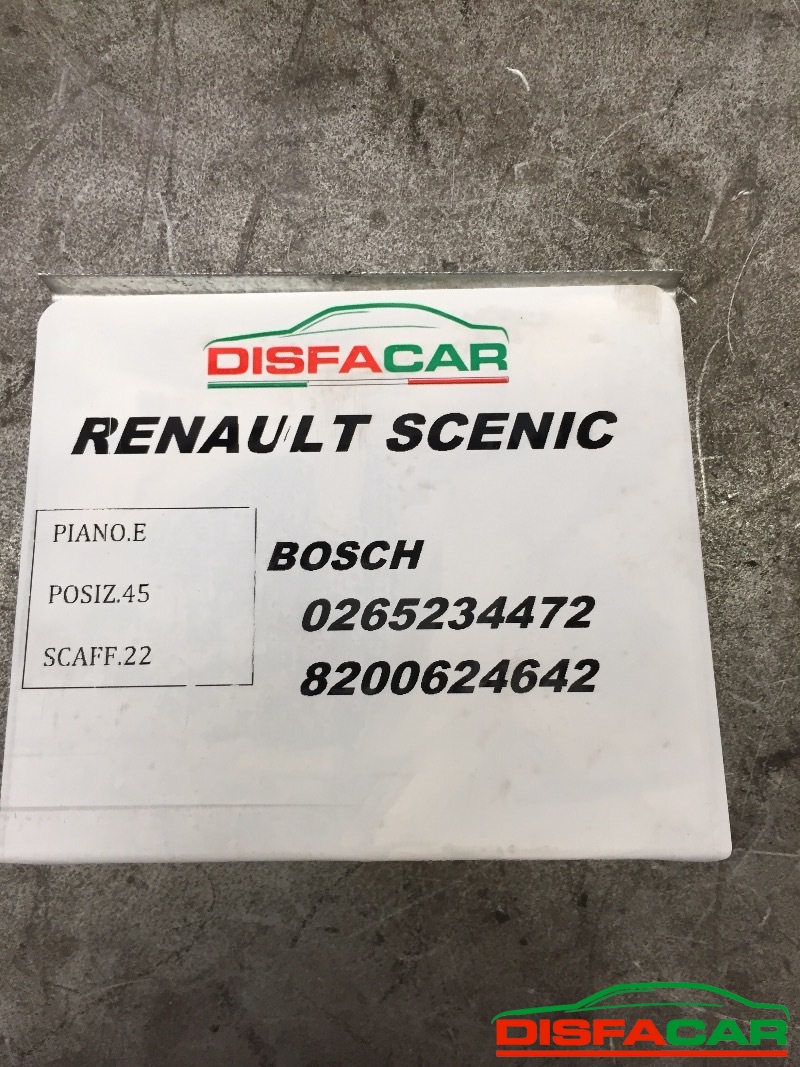 DISFACAR
RENAULT SCENIC
PIANO.E
POSIZ.45
SCAFF.22
BOSCH
0265234472
8200624642
DISFACAR